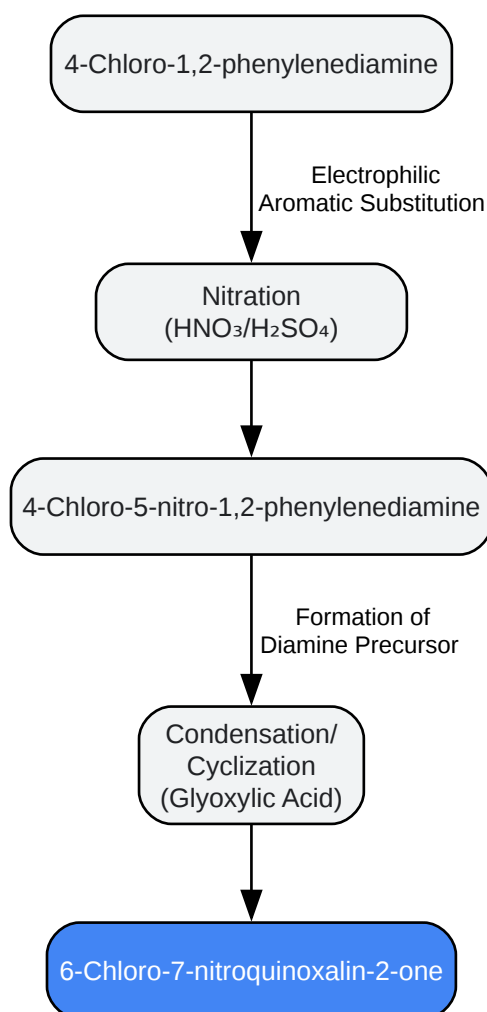 4-Chloro-1,2-phenylenediamine
Electrophilic
Aromatic Substitution
Nitration
(HNO₃/H₂SO₄)
4-Chloro-5-nitro-1,2-phenylenediamine
Formation of
Diamine Precursor
Condensation/
Cyclization
(Glyoxylic Acid)
6-Chloro-7-nitroquinoxalin-2-one